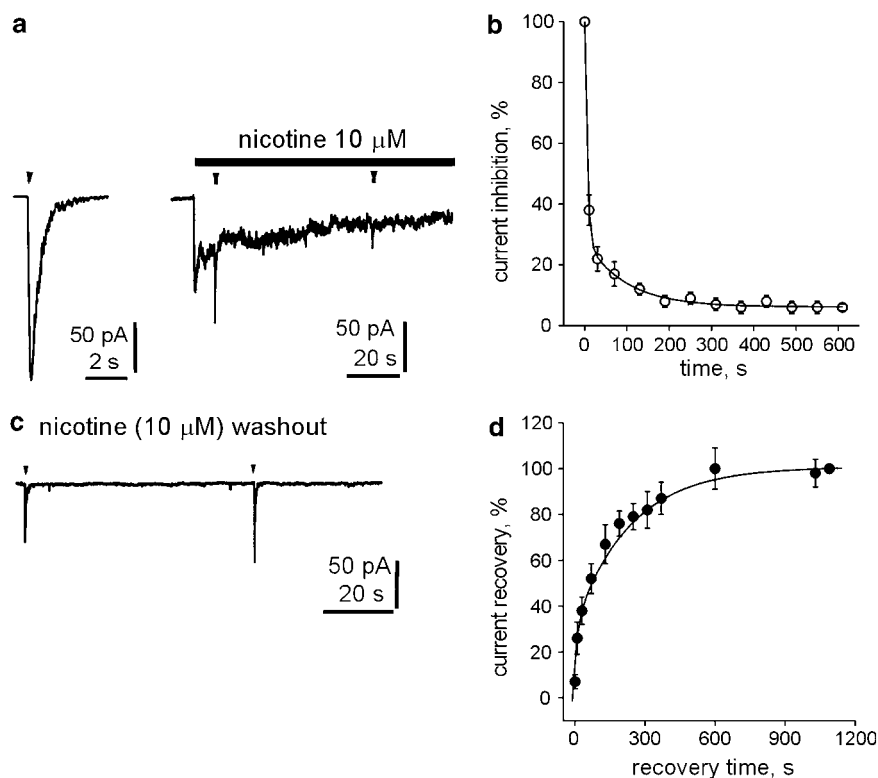 a
nicotine 10 μM
50 pA
2 s
50 pA
20 s
b
current inhibition, %
100
80
60
40
20
0
0 100 200 300 400 500 600
time, s
c nicotine (10 μM) washout
50 pA
20 s
d
current recovery, %
120
100
80
60
40
20
0
0 300 600 900 1200
recovery time, s